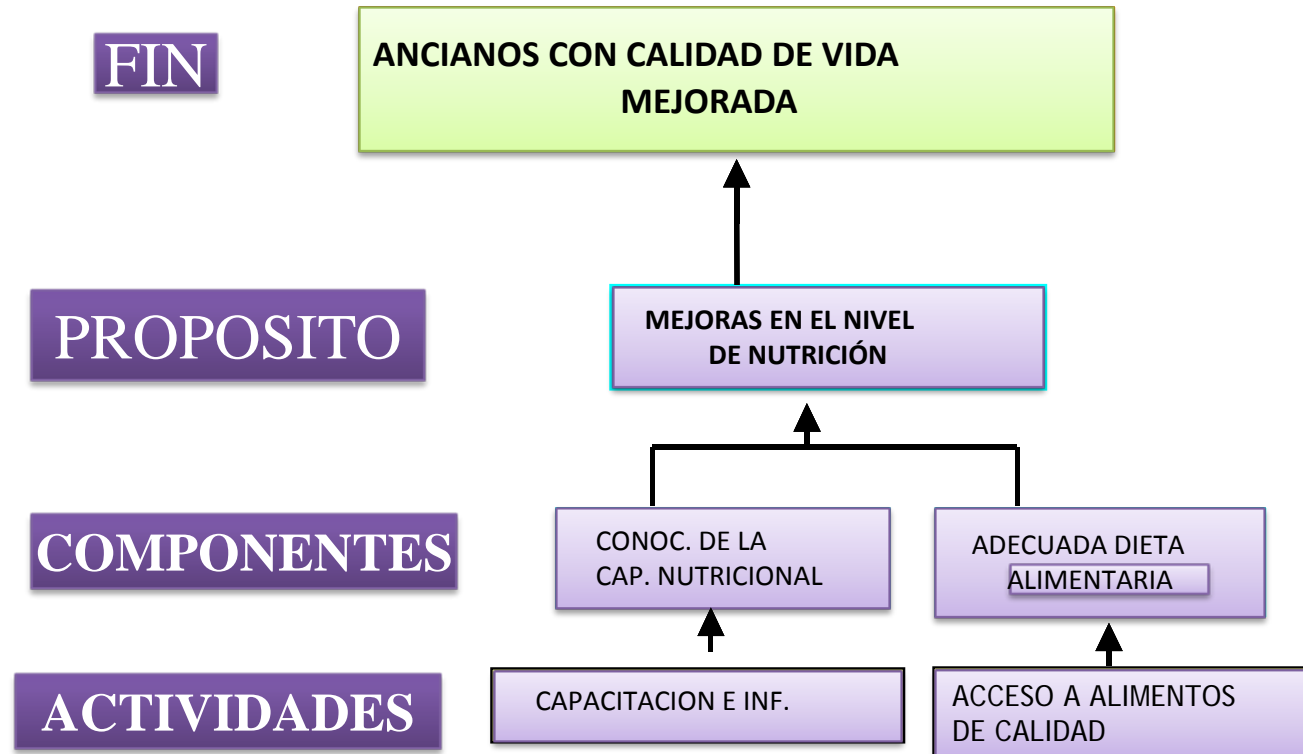 FIN
ANCIANOS CON CALIDAD DE VIDA
MEJORADA
PROPOSITO
MEJORAS EN EL NIVEL
DE NUTRICIÓN
COMPONENTES
CONOC. DE LA
CAP. NUTRICIONAL
ADECUADA DIETA
ALIMENTARIA
ACTIVIDADES
CAPACITACION E INF.
ACCESO A ALIMENTOS
DE CALIDAD